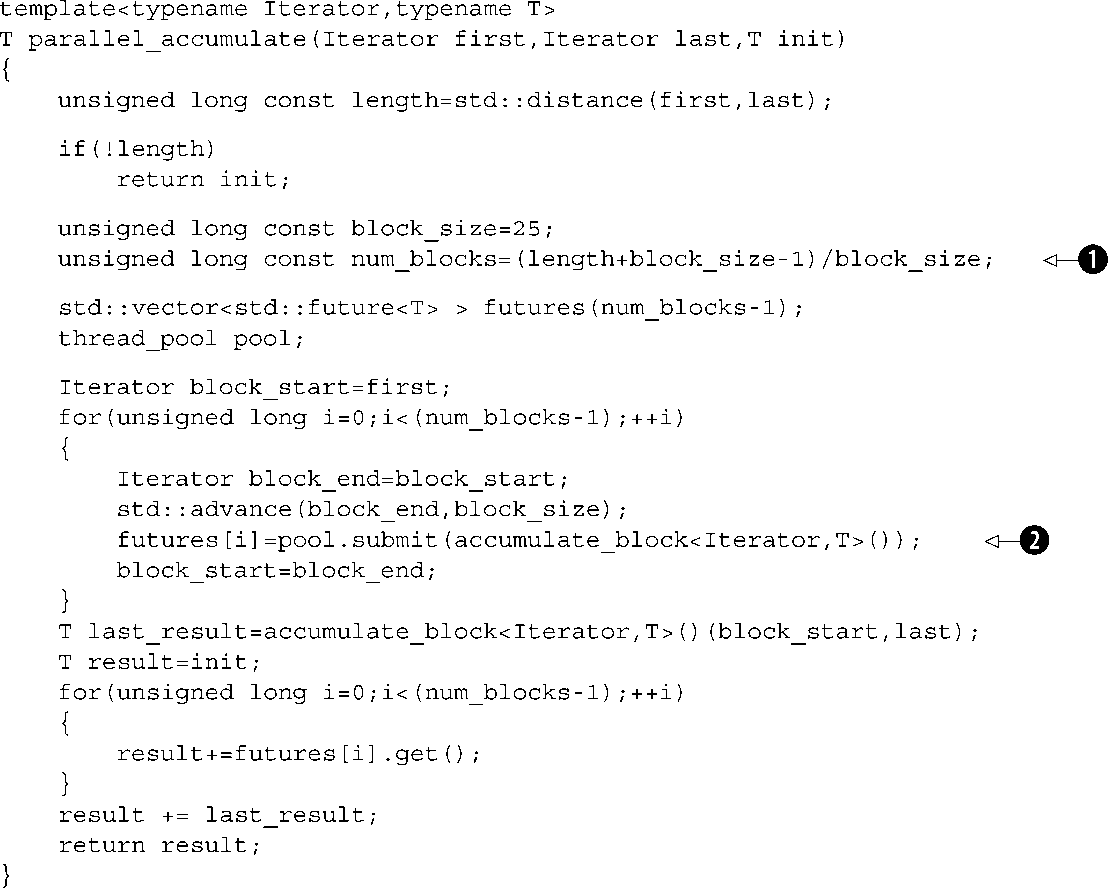 template<typename Iterator,typename T>
T parallel_accumulate(Iterator first,Iterator last,T init)
{
    unsigned long const length=std::distance(first,last);
    if(!length)
        return init;
    unsigned long const block_size=25;
    unsigned long const num_blocks=(length+block_size-1)/block_size; 1
    std::vector<std::future<T> > futures(num_blocks-1);
    thread_pool pool;
    Iterator block_start=first;
    for(unsigned long i=0;i<(num_blocks-1);++i)
    {
        Iterator block_end=block_start;
        std::advance(block_end,block_size);
        futures[i]=pool.submit(accumulate_block<Iterator,T>()); 2
        block_start=block_end;
    }
    T last_result=accumulate_block<Iterator,T>()(block_start,last);
    T result=init;
    for(unsigned long i=0;i<(num_blocks-1);++i)
    {
        result+=futures[i].get();
    }
    result += last_result;
    return result;
}